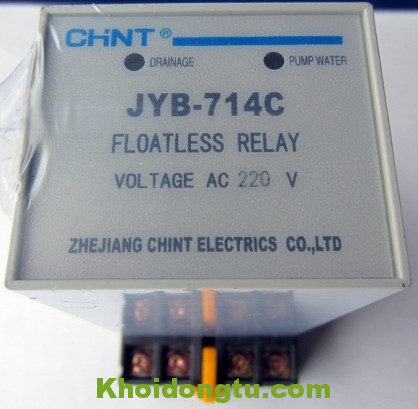 CHNT®
DRAINAGE PUMP WATER
JYB-714C
FLOATLESS RELAY
VOLTAGE AC 220 V
ZHEJIANG CHINT ELECTRICS CO.,LTD
Khoidongtu.com